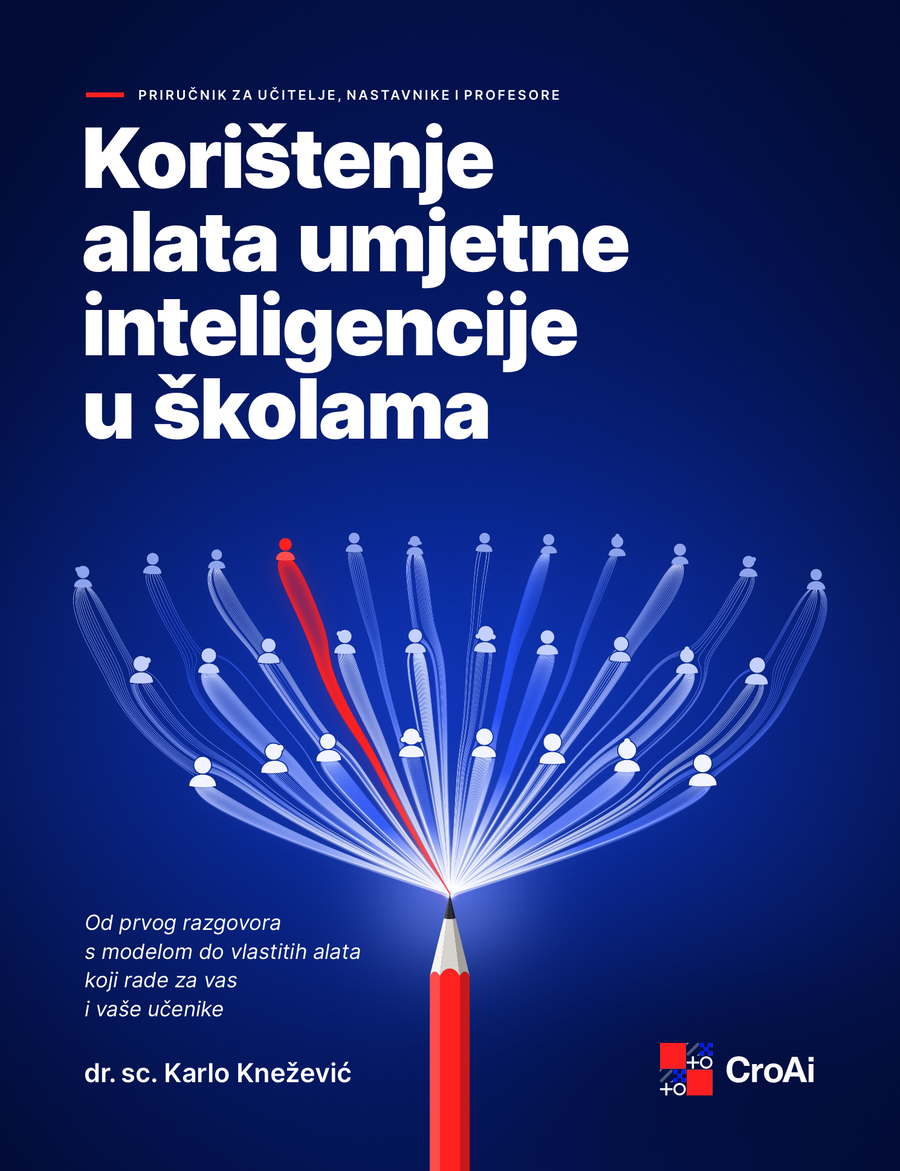 PRIRUČNIK ZA UČITELJE, NASTAVNIKE I PROFESORE
Korištenje
alata umjetne
inteligencije
u školama
Od prvog razgovora
s modelom do vlastitih alata
koji rade za vas
i vaše učenike
dr. sc. Karlo Knežević
CroAi